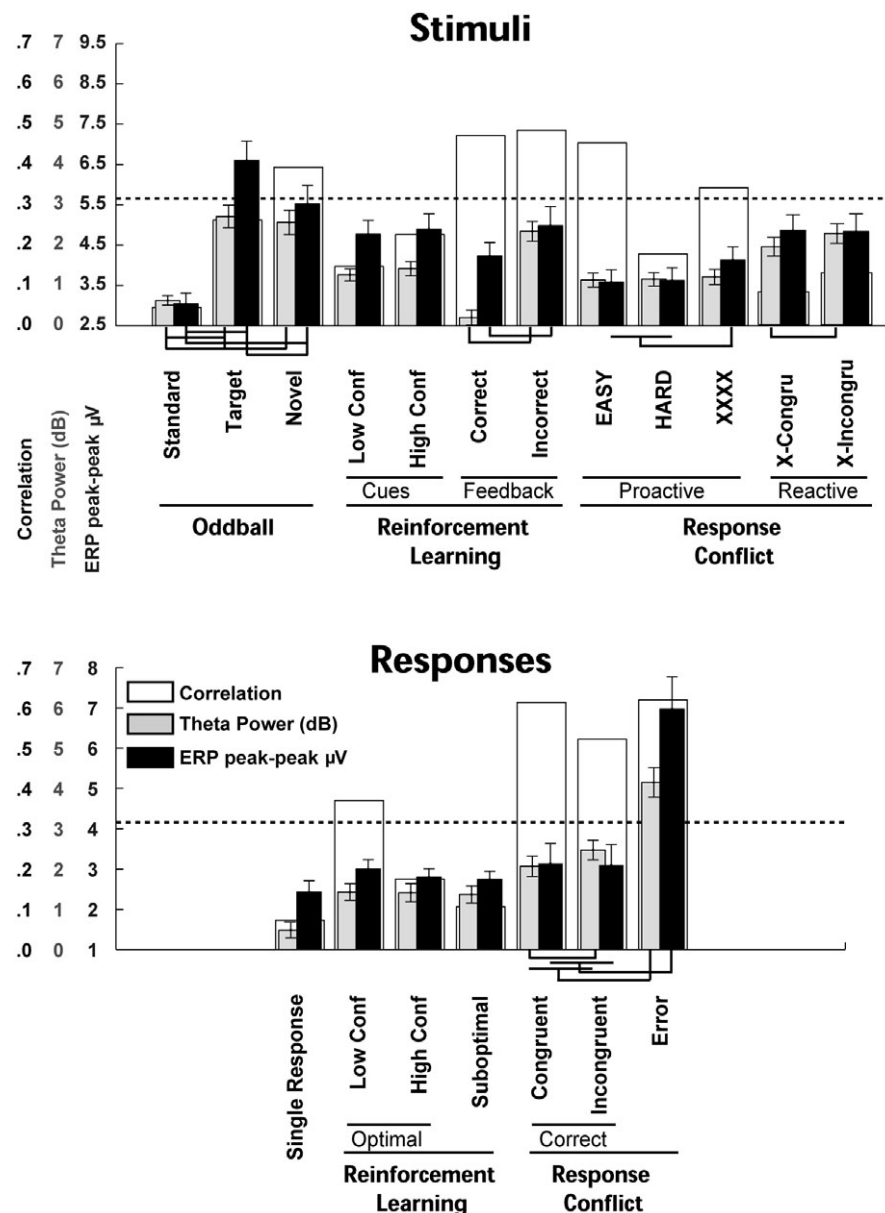 Stimuli
.7 7 9.5
.6 6 8.5
.5 5 7.5
.4 4 6.5
.3 3 5.5
.2 2 4.5
.1 1 3.5
.0 0 2.5
Correlation
Theta Power (dB)
ERP peak-peak µV
Standard
Target
Novel
Low Conf
High Conf
Correct
Incorrect
EASY
HARD
XXXX
X-Congru
X-Incongru
Cues Feedback Proactive Reactive
Oddball Reinforcement Response
Learning Conflict
Responses
.7 7 8
.6 6 7
.5 5 6
.4 4 5
.3 3 4
.2 2 3
.1 1 2
.0 0 1
Correlation
Theta Power (dB)
ERP peak-peak µV
Single Response
Low Conf
High Conf
Suboptimal
Congruent
Incongruent
Error
Optimal Correct
Reinforcement Response
Learning Conflict